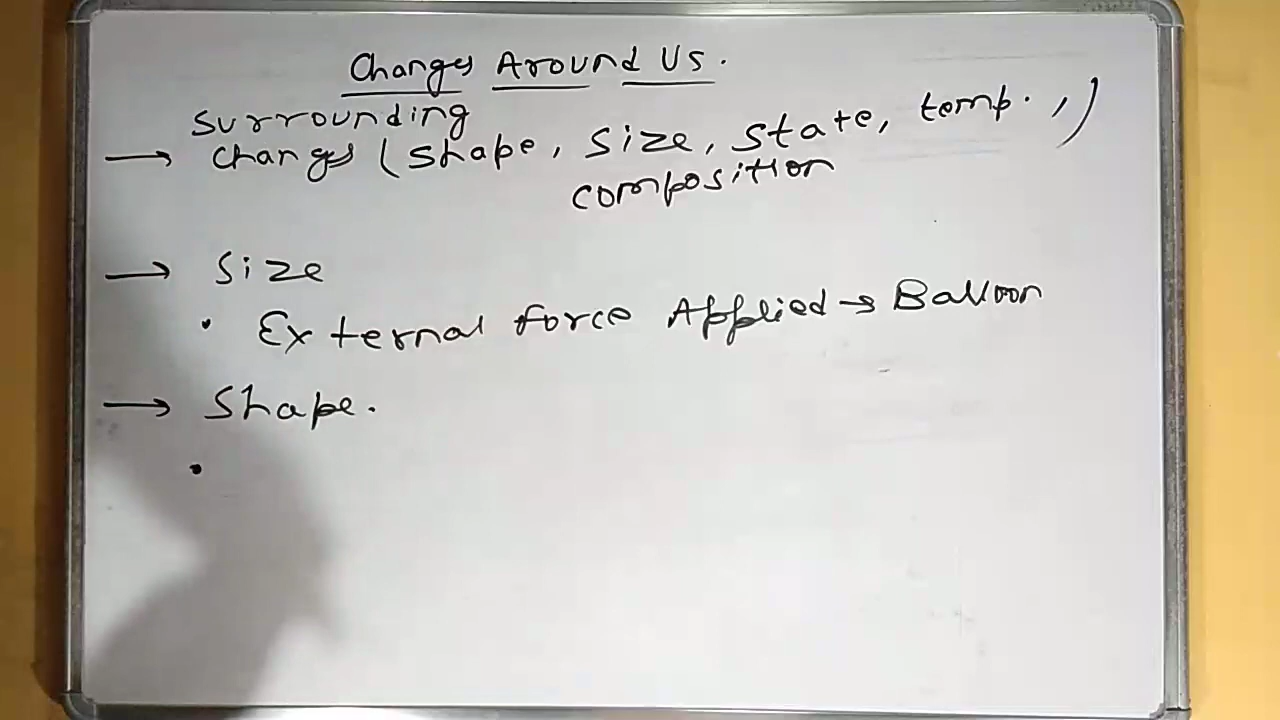 Changes Around Us.
Surrounding
→ changes (shape, size, state, temp. , )
composition
→ Size
• External force Applied → Balloon
→ Shape.
•